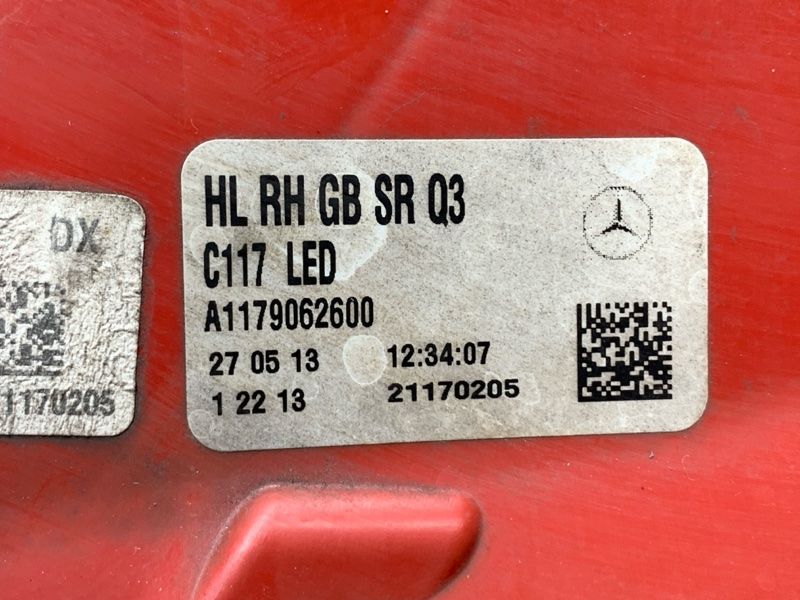 HL RH GB SR Q3
C117 LED
A1179062600
27 05 13 12:34:07
1 22 13 21170205
DX
1170205